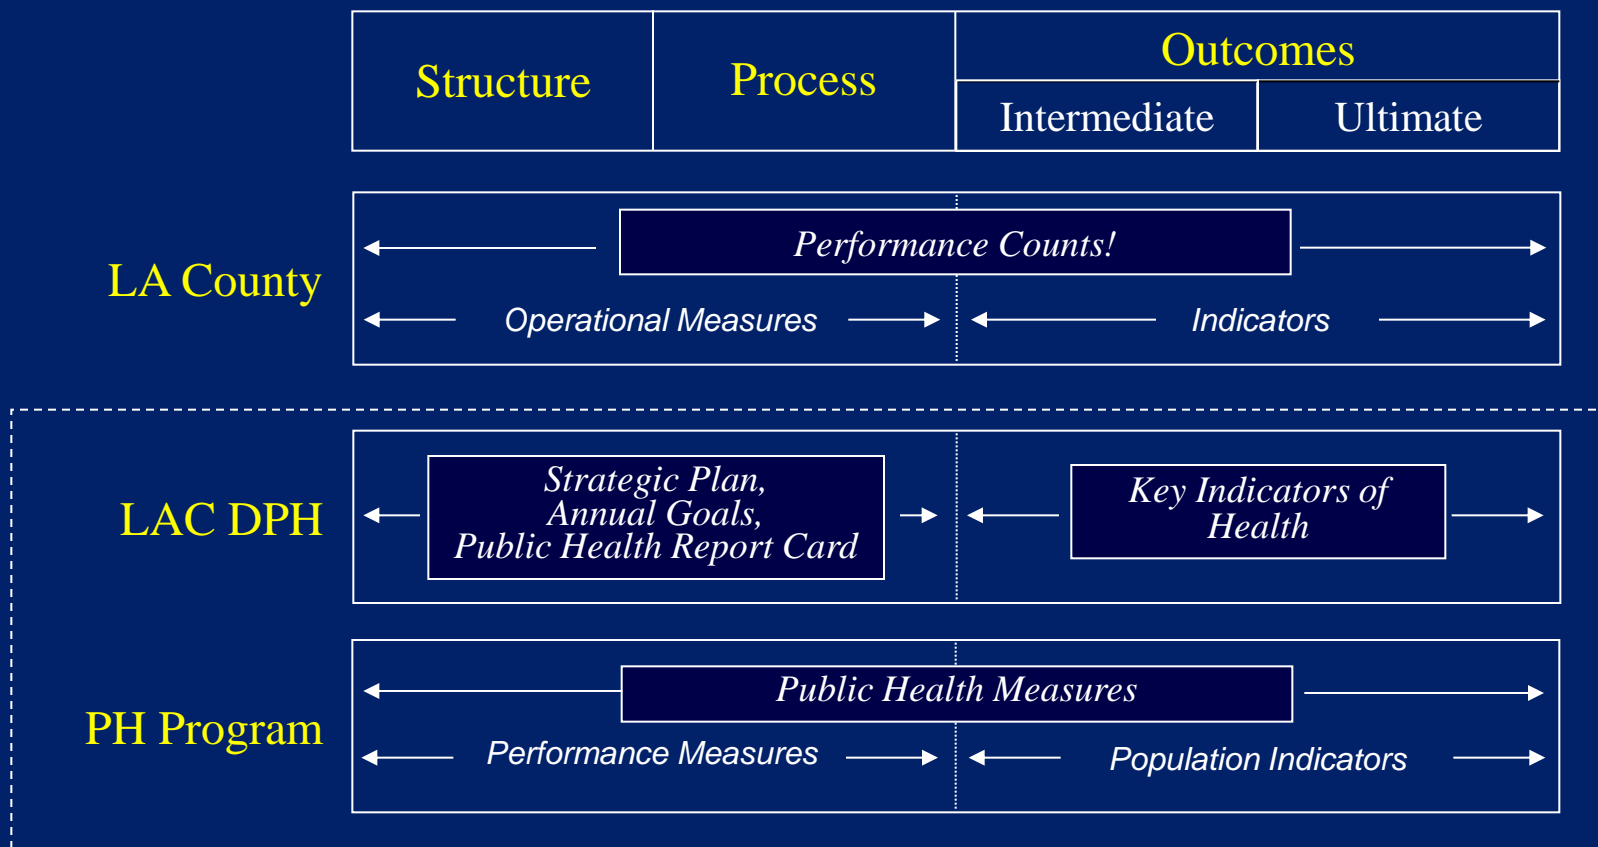 Structure
Process
Outcomes
Intermediate
Ultimate
LA County
Performance Counts!
Operational Measures
Indicators
LAC DPH
Strategic Plan,
Annual Goals,
Public Health Report Card
Key Indicators of
Health
PH Program
Public Health Measures
Performance Measures
Population Indicators